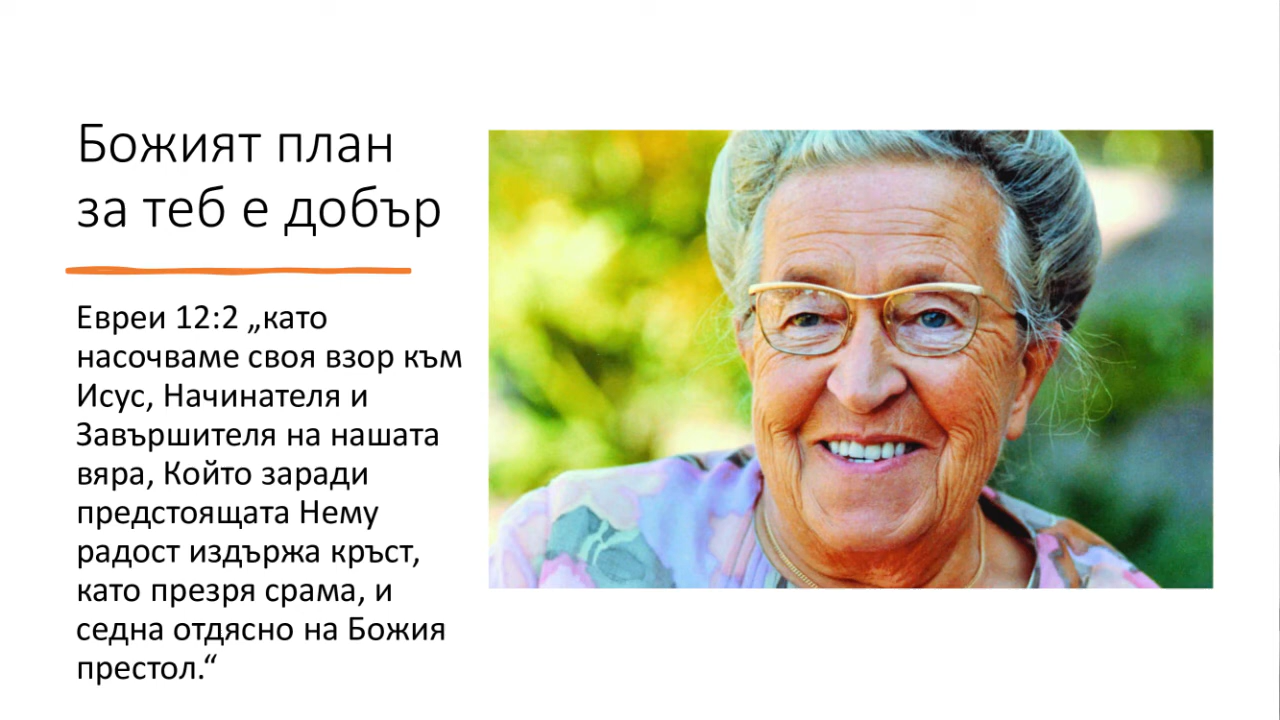 Божият план
за теб е добър
Евреи 12:2 „като
насочваме своя взор към
Исус, Начинателя и
Завършителя на нашата
вяра, Който заради
предстоящата Нему
радост издържа кръст,
като презря срама, и
седна отдясно на Божия
престол.“